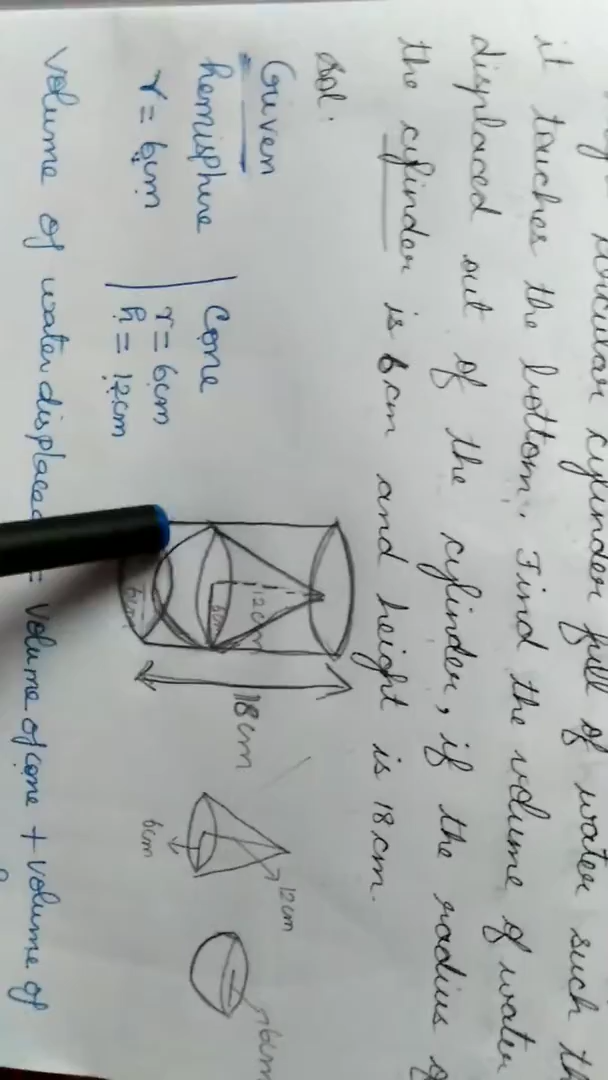 circular cylinder full of water such
it touches the bottom. Find the volume of water
displaced out of the cylinder, if the radius
the cylinder is 6cm and height is 18cm.
Sol:
Given
hemisphere
r = 6cm
Cone
r = 6cm
h = 12cm
12cm
6cm
6cm
18cm
12cm
6cm
6cm
volume of water displaced = volume of cone + volume of